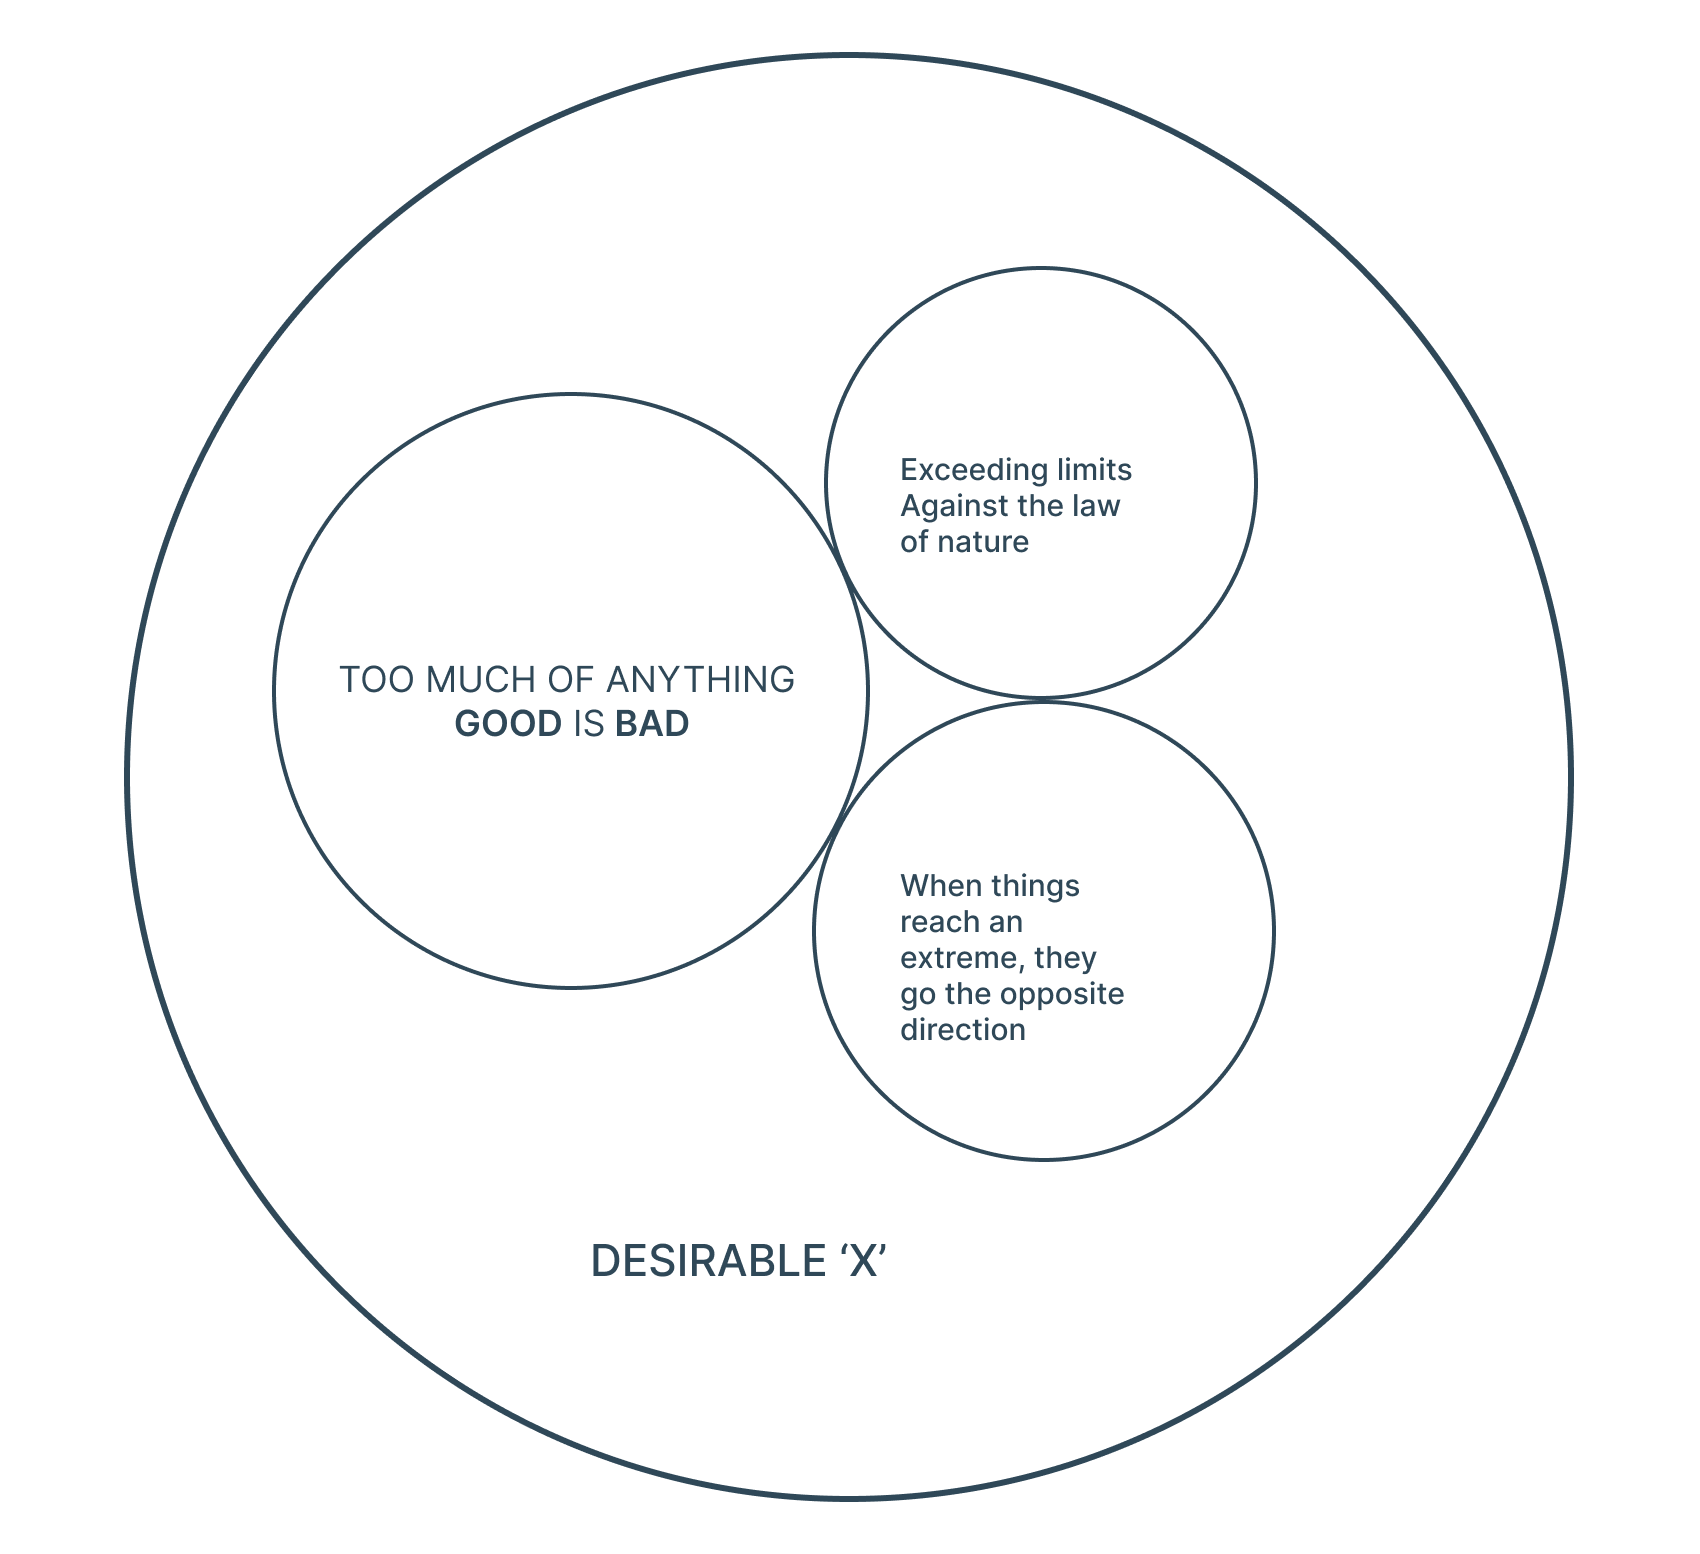 Exceeding limits
Against the law
of nature
TOO MUCH OF ANYTHING
GOOD IS BAD
When things
reach an
extreme, they
go the opposite
direction
DESIRABLE ‘X’